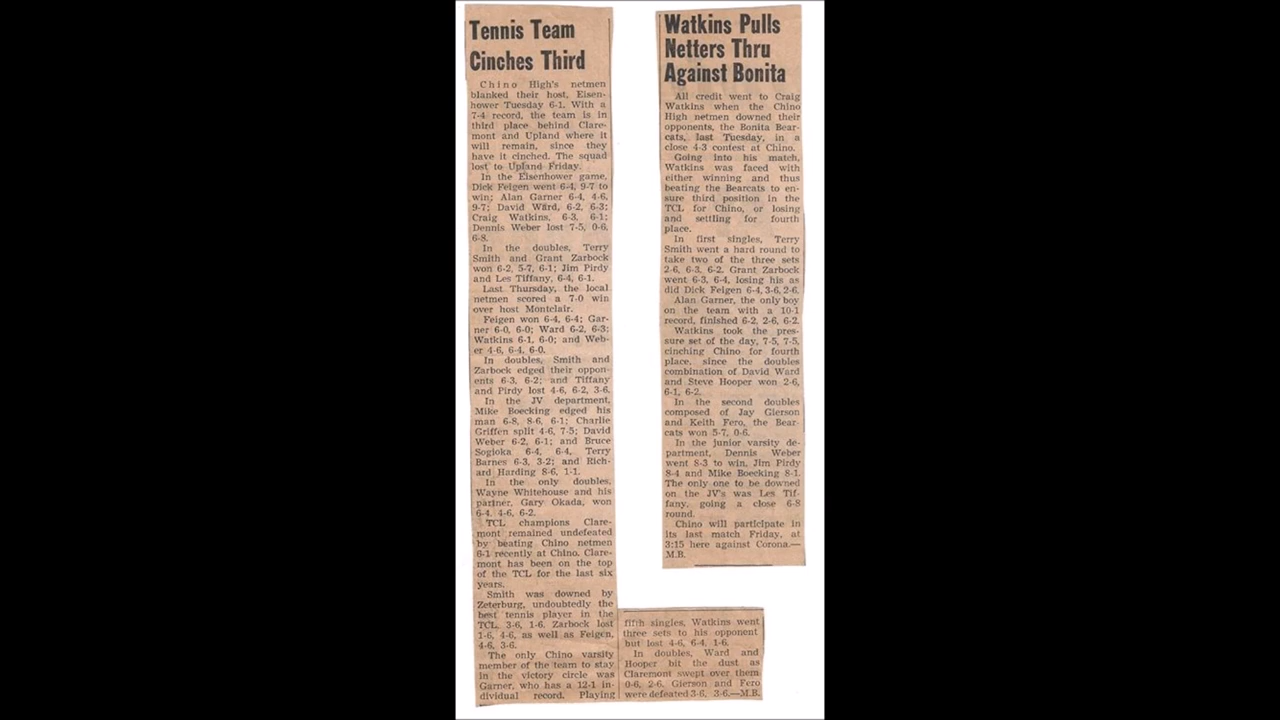 Tennis Team
Cinches Third
Chino High's netmen
blanked their host, Eisen-
hower Tuesday 6-1. With a
7-4 record, the team is in
third place behind Clare-
mont and Upland where it
will remain, since they
have it cinched. The squad
lost to Upland Friday.
In the Eisenhower game,
Dick Feigen went 6-4, 9-7 to
win; Alan Garner 6-4, 4-6,
9-7; David Ward, 6-2, 6-3;
Craig Watkins, 6-3, 6-1;
Dennis Weber lost 7-5, 0-6,
6-8.
In the doubles, Terry
Smith and Grant Zarbock
won 6-2, 5-7, 6-1; Jim Pirdy
and Les Tiffany, 6-4, 6-1.
Last Thursday, the local
netmen scored a 7-0 win
over host Montclair.
Feigen won 6-4, 6-4; Gar-
ner 6-0, 6-0; Ward 6-2, 6-3;
Watkins 6-1, 6-0; and Web-
er 4-6, 6-4, 6-0.
In doubles, Smith and
Zarbock edged their oppon-
ents 6-3, 6-2; and Tiffany
and Pirdy lost 4-6, 6-2, 3-6.
In the JV department,
Mike Boecking edged his
man 6-8, 8-6, 6-1; Charlie
Griffen split 4-6, 7-5; David
Weber 6-2, 6-1; and Bruce
Sogioka 6-4, 6-4, Terry
Barnes 6-3, 3-2; and Rich-
ard Harding 8-6, 1-1.
In the only doubles,
Wayne Whitehouse and his
partner, Gary Okada, won
6-4, 4-6, 6-2.
TCL champions Clare-
mont remained undefeated
by beating Chino netmen
6-1 recently at Chino. Clare-
mont has been on the top
of the TCL for the last six
years.
Smith was downed by
Zeterburg, undoubtedly the
best tennis player in the
TCL, 3-6, 1-6. Zarbock lost
1-6, 4-6, as well as Feigen,
4-6, 3-6.
The only Chino varsity
member of the team to stay
in the victory circle was
Garner, who has a 12-1 in-
dividual record. Playing
fifth singles, Watkins went
three sets to his opponent
but lost 4-6, 6-4, 1-6.
In doubles, Ward and
Hooper bit the dust as
Claremont swept over them
0-6, 2-6. Gierson and Fero
were defeated 3-6, 3-6.—M.B.
Watkins Pulls
Netters Thru
Against Bonita
All credit went to Craig
Watkins when the Chino
High netmen downed their
opponents, the Bonita Bear-
cats, last Tuesday, in a
close 4-3 contest at Chino.
Going into his match,
Watkins was faced with
either winning and thus
beating the Bearcats to en-
sure third position in the
TCL for Chino, or losing
and settling for fourth
place.
In first singles, Terry
Smith went a hard round to
take two of the three sets
2-6, 6-3, 6-2. Grant Zarbock
went 6-3, 6-4, losing his as
did Dick Feigen 6-4, 3-6, 2-6.
Alan Garner, the only boy
on the team with a 10-1
record, finished 6-2, 2-6, 6-2.
Watkins took the pres-
sure set of the day, 7-5, 7-5,
cinching Chino for fourth
place, since the doubles
combination of David Ward
and Steve Hooper won 2-6,
6-1, 6-2.
In the second doubles
composed of Jay Gierson
and Keith Fero, the Bear-
cats won 5-7, 0-6.
In the junior varsity de-
partment, Dennis Weber
went 8-3 to win, Jim Pirdy
8-4 and Mike Boecking 8-1.
The only one to be downed
on the JV's was Les Tif-
fany, going a close 6-8
round.
Chino will participate in
its last match Friday, at
3:15 here against Corona.—
M.B.